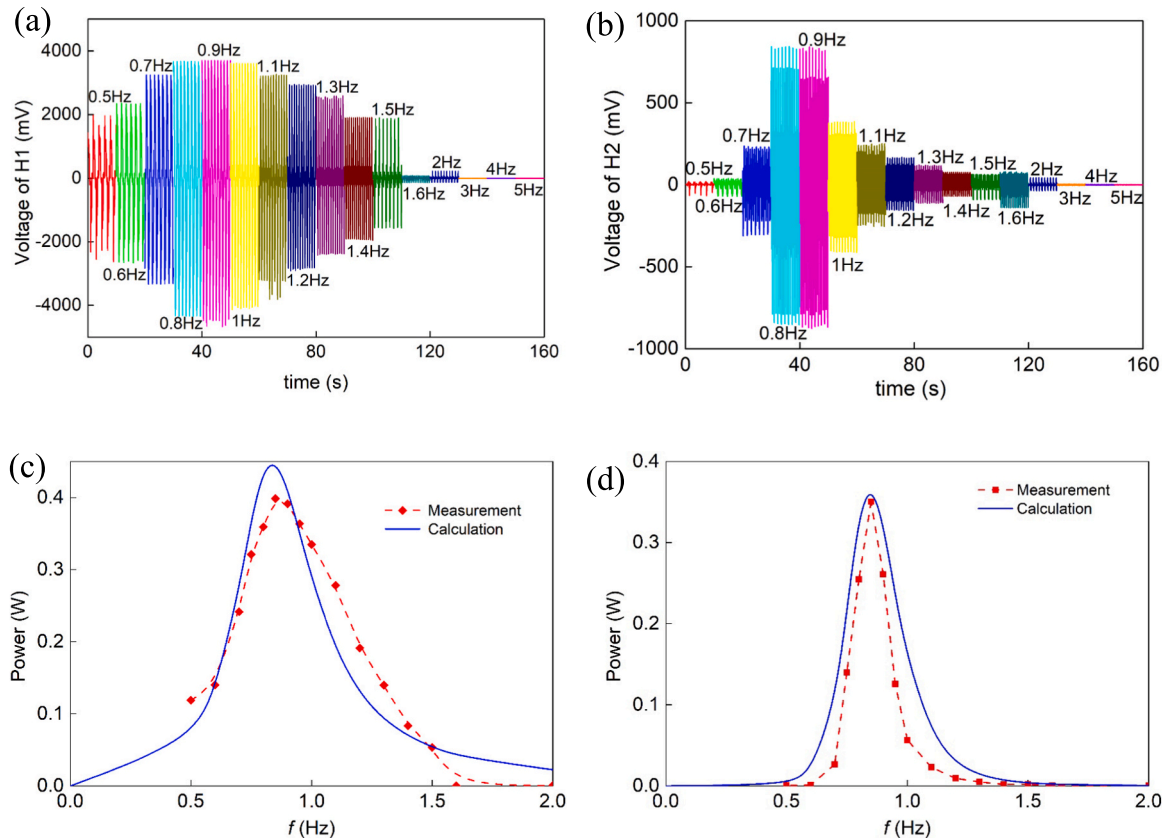 (a)
Voltage of H1 (mV)
4000
2000
0
-2000
-4000
0.5Hz
0.6Hz
0.7Hz
0.8Hz
0.9Hz
1Hz
1.1Hz
1.2Hz
1.3Hz
1.4Hz
1.5Hz
1.6Hz
2Hz
3Hz
4Hz
5Hz
0 40 80 120 160
time (s)
(b)
Voltage of H2 (mV)
1000
500
0
-500
-1000
0.5Hz
0.6Hz
0.7Hz
0.8Hz
0.9Hz
1Hz
1.1Hz
1.2Hz
1.3Hz
1.4Hz
1.5Hz
1.6Hz
2Hz
3Hz
4Hz
5Hz
0 40 80 120 160
time (s)
(c)
Power (W)
0.4
0.3
0.2
0.1
0.0
Measurement
Calculation
0.0 0.5 1.0 1.5 2.0
f (Hz)
(d)
Power (W)
0.4
0.3
0.2
0.1
0.0
Measurement
Calculation
0.0 0.5 1.0 1.5 2.0
f (Hz)